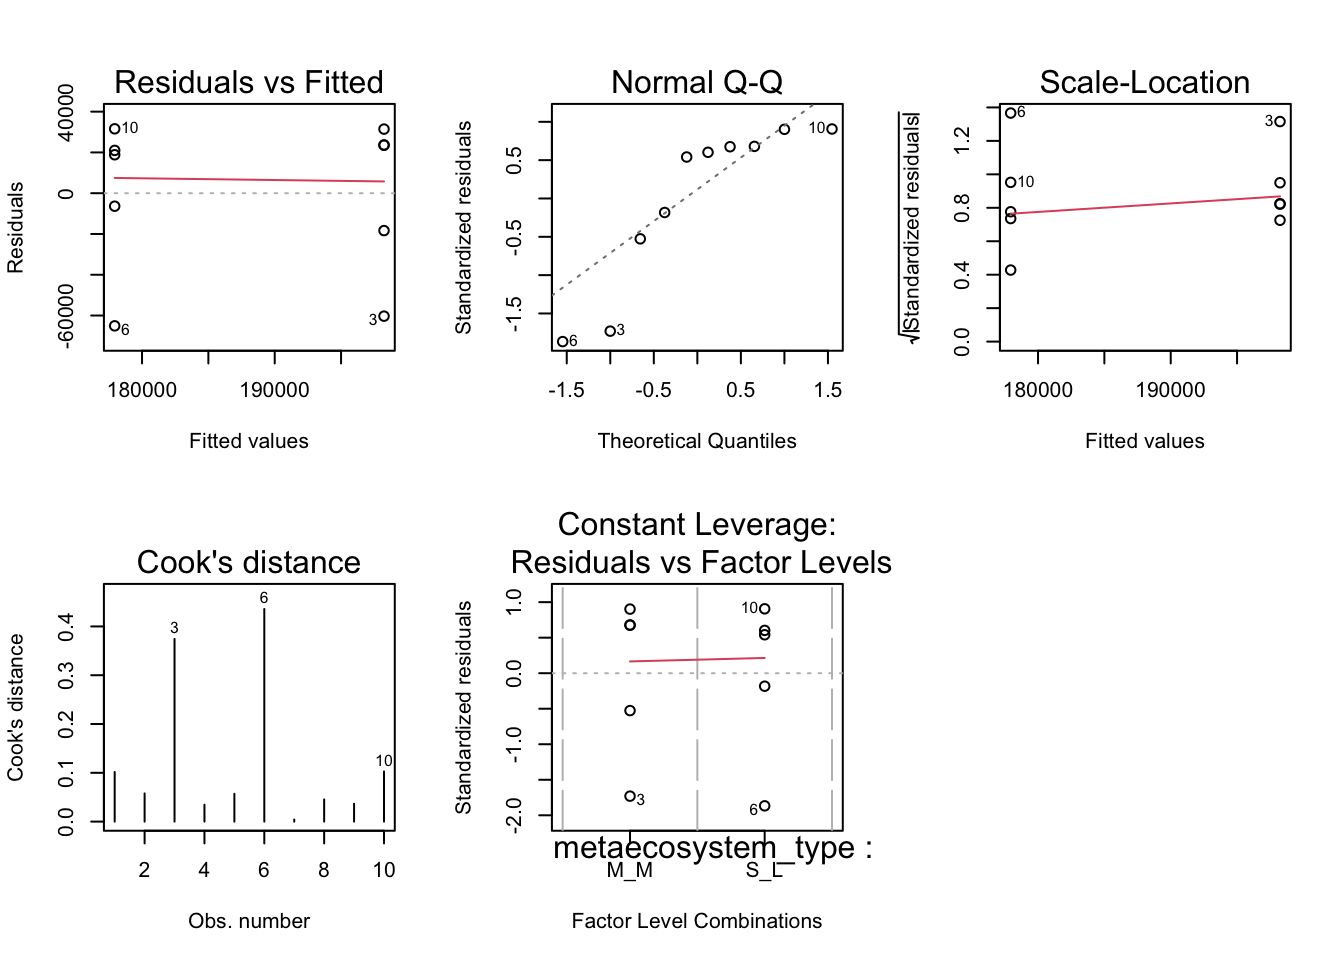 Residuals vs Fitted
Residuals
-60000
0
40000
10
6
3
180000
190000
Fitted values
Normal Q-Q
Standardized residuals
-1.5
-0.5
0.5
10
6
3
-1.5
-0.5
0.5
1.5
Theoretical Quantiles
Scale-Location
√|Standardized residuals|
0.0
0.4
0.8
1.2
6
3
10
180000
190000
Fitted values
Cook's distance
Cook's distance
0.0
0.1
0.2
0.3
0.4
3
6
10
2
4
6
8
10
Obs. number
Constant Leverage:
Residuals vs Factor Levels
Standardized residuals
-2.0
-1.0
0.0
1.0
10
3
6
metaecosystem_type :
M_M
S_L
Factor Level Combinations